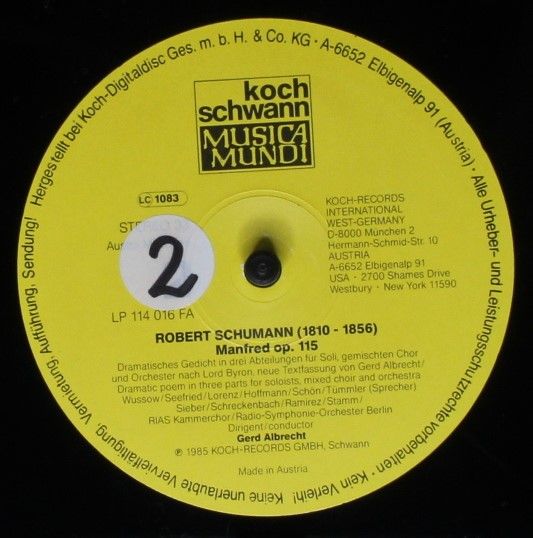 Hergestellt bei Koch-Digitaldisc Ges. m. b. H. & Co. KG · A-6652 Elbigenalp 91 (Austria) · Alle Urheber- und Leistungsschutzrechte vorbehalten · Kein Verleih! Keine unerlaubte Vervielfältigung, Vermietung, Aufführung, Sendung!
koch
schwann
MUSICA
MUNDI
LC 1083
2
LP 114 016 FA
KOCH-RECORDS
INTERNATIONAL
WEST-GERMANY
D-8000 München 2
Hermann-Schmid-Str. 10
AUSTRIA
A-6652 Elbigenalp 91
USA · 2700 Shames Drive
Westbury · New York 11590
ROBERT SCHUMANN (1810 - 1856)
Manfred op. 115
Dramatisches Gedicht in drei Abteilungen für Soli, gemischten Chor
und Orchester nach Lord Byron, neue Textfassung von Gerd Albrecht/
Dramatic poem in three parts for soloists, mixed choir and orchestra
Wussow/Seefried/Lorenz/Hoffmann/Schön/Tümmler (Sprecher)
Sieber/Schreckenbach/Ramirez/Stamm/
RIAS Kammerchor/Radio-Symphonie-Orchester Berlin
Dirigent/conductor
Gerd Albrecht
℗ 1985 KOCH-RECORDS GMBH, Schwann
Made in Austria